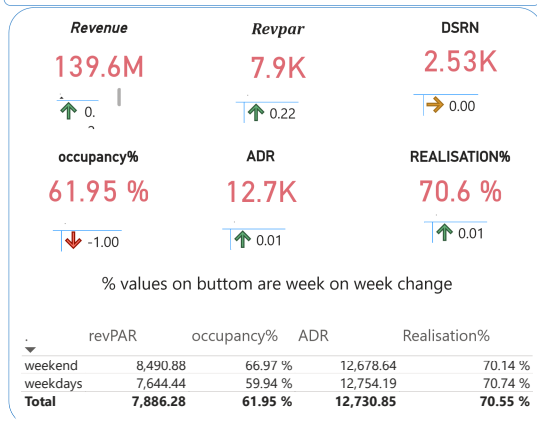 Revenue Revpar DSRN
139.6M 7.9K 2.53K
0. 0.22 0.00
occupancy% ADR REALISATION%
61.95 % 12.7K 70.6 %
-1.00 0.01 0.01
% values on buttom are week on week change
. revPAR occupancy% ADR Realisation%
weekend 8,490.88 66.97 % 12,678.64 70.14 %
weekdays 7,644.44 59.94 % 12,754.19 70.74 %
Total 7,886.28 61.95 % 12,730.85 70.55 %